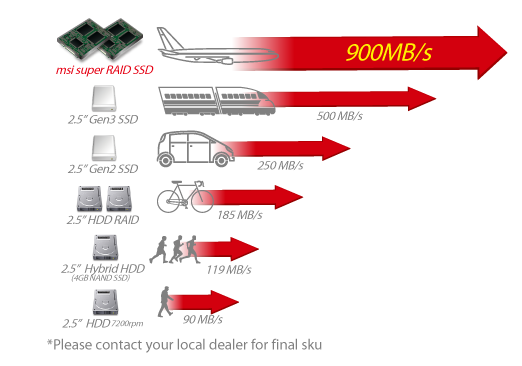 900MB/s
msi super RAID SSD
2.5" Gen3 SSD
500 MB/s
2.5" Gen2 SSD
250 MB/s
2.5" HDD RAID
185 MB/s
2.5" Hybrid HDD
(4GB NAND SSD)
119 MB/s
2.5" HDD 7200rpm
90 MB/s
*Please contact your local dealer for final sku